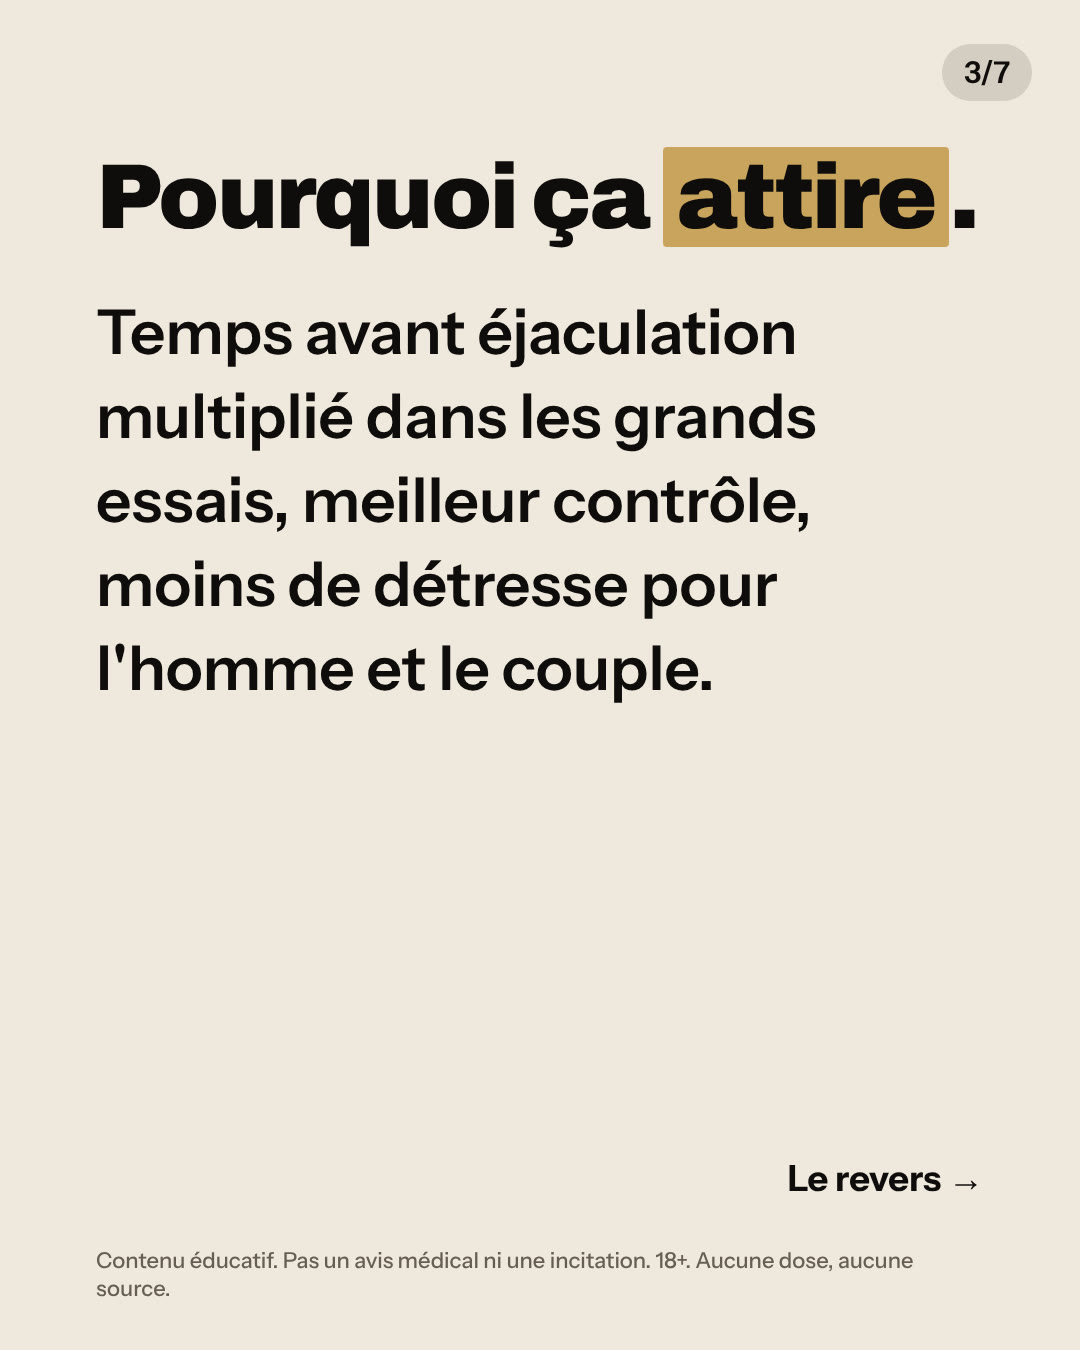 3/7
Pourquoi ça attire.
Temps avant éjaculation
multiplié dans les grands
essais, meilleur contrôle,
moins de détresse pour
l'homme et le couple.
Le revers →
Contenu éducatif. Pas un avis médical ni une incitation. 18+. Aucune dose, aucune
source.